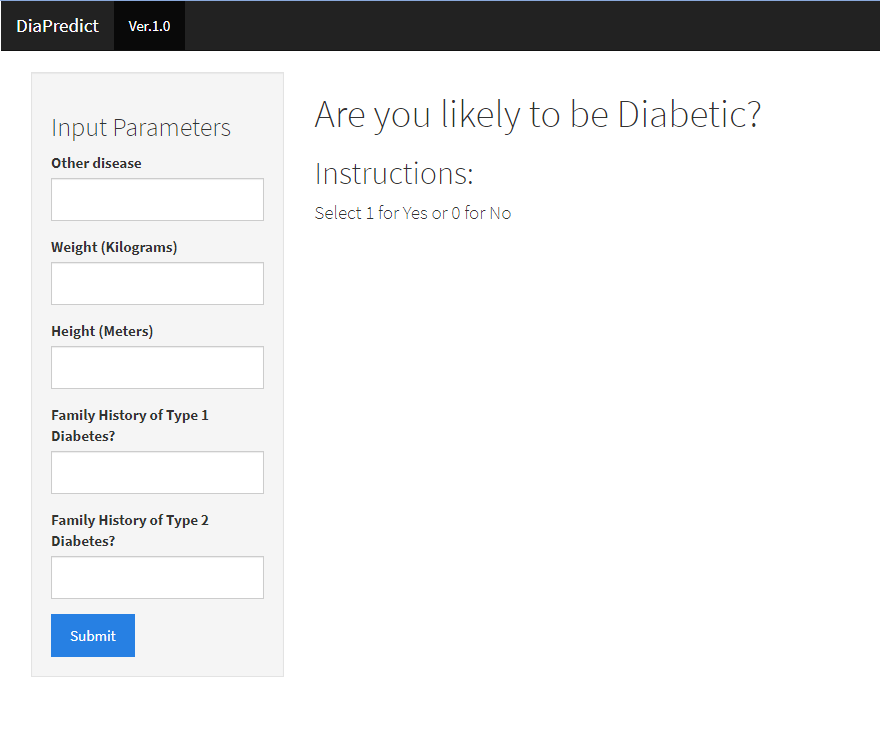 DiaPredict Ver.1.0
Input Parameters
Other disease
Weight (Kilograms)
Height (Meters)
Family History of Type 1
Diabetes?
Family History of Type 2
Diabetes?
Submit
Are you likely to be Diabetic?
Instructions:
Select 1 for Yes or 0 for No